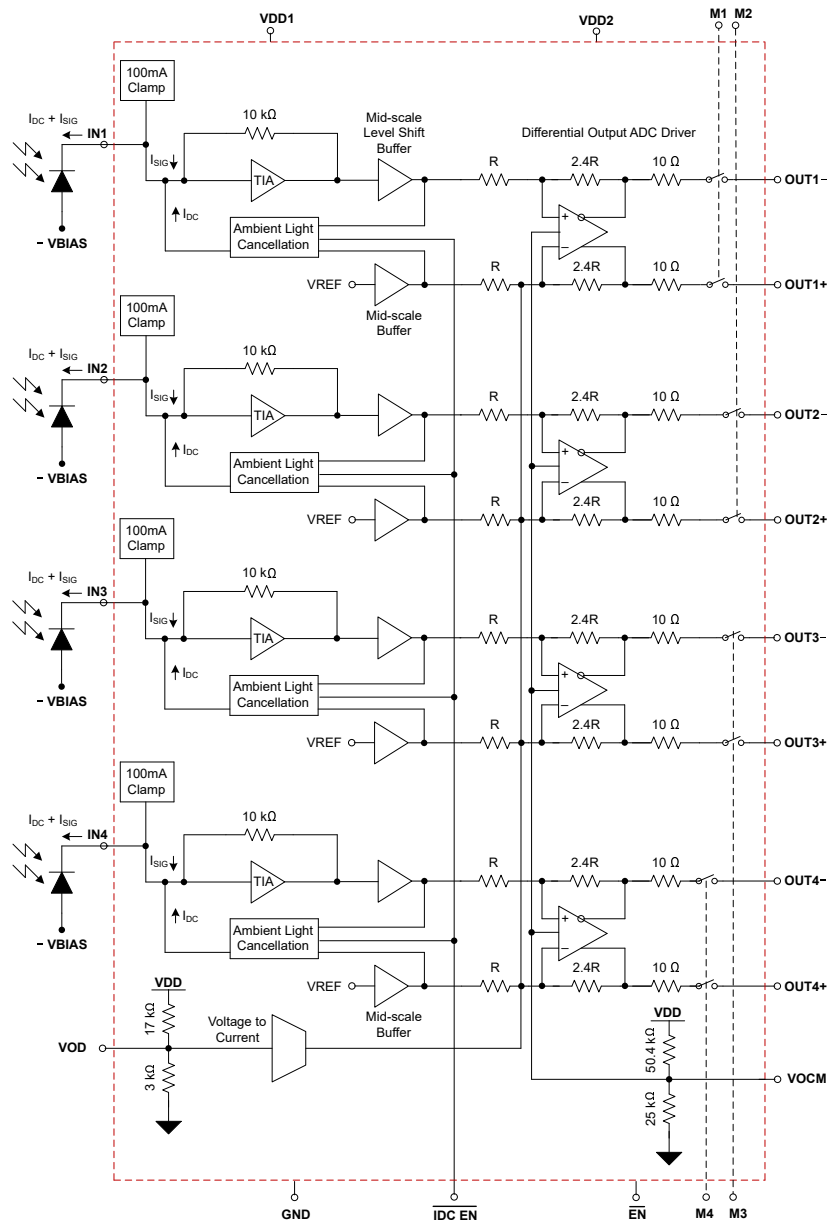 VDD1
VDD2
M1
M2
100mA
Clamp
IDC + ISIG
IN1
10 kΩ
Mid-scale
Level Shift
Buffer
Differential Output ADC Driver
ISIG
TIA
R
2.4R
10 Ω
OUT1−
IDC
Ambient Light
Cancellation
− VBIAS
+
−
VREF
Mid-scale
Buffer
R
2.4R
10 Ω
OUT1+
100mA
Clamp
IDC + ISIG
IN2
10 kΩ
ISIG
TIA
R
2.4R
10 Ω
OUT2−
IDC
Ambient Light
Cancellation
− VBIAS
+
−
VREF
R
2.4R
10 Ω
OUT2+
100mA
Clamp
IDC + ISIG
IN3
10 kΩ
ISIG
TIA
R
2.4R
10 Ω
OUT3−
IDC
Ambient Light
Cancellation
− VBIAS
+
−
VREF
R
2.4R
10 Ω
OUT3+
100mA
Clamp
IDC + ISIG
IN4
10 kΩ
ISIG
TIA
R
2.4R
10 Ω
OUT4−
IDC
Ambient Light
Cancellation
− VBIAS
+
−
VREF
Mid-scale
Buffer
R
2.4R
10 Ω
OUT4+
VDD
17 kΩ
VOD
3 kΩ
Voltage to
Current
VDD
50.4 kΩ
VOCM
25 kΩ
GND
IDC EN
EN
M4
M3